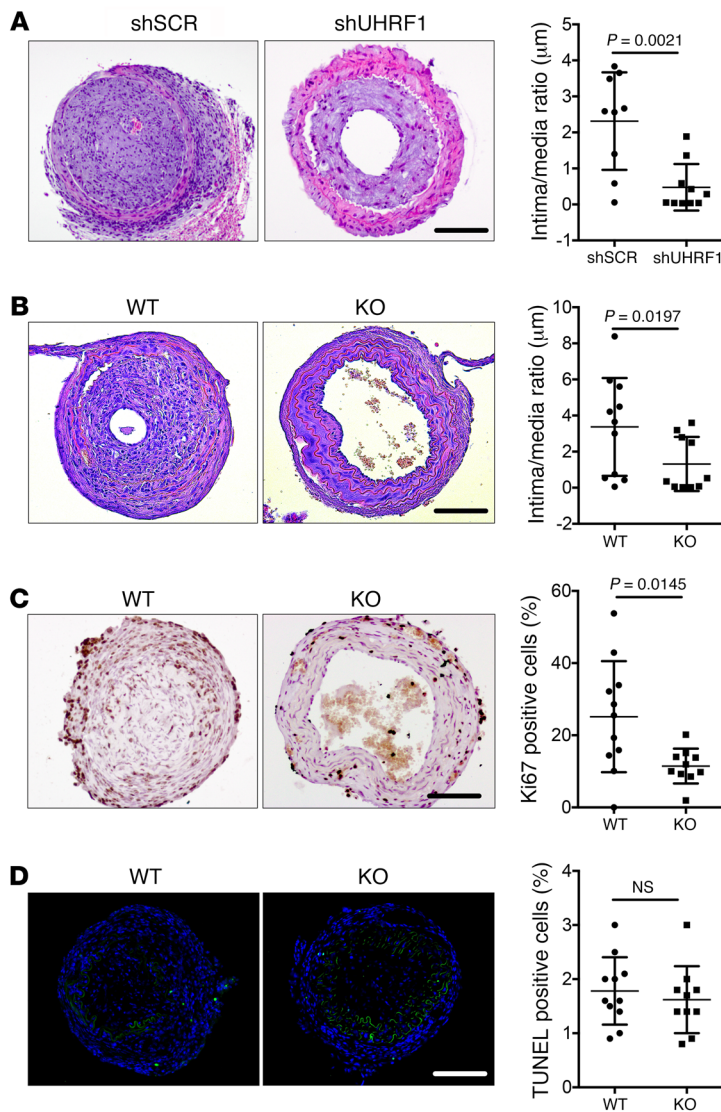 A
shSCR
shUHRF1
Intima/media ratio (μm)
5
4
3
2
1
0
-1
P = 0.0021
shSCR
shUHRF1
B
WT
KO
Intima/media ratio (μm)
10
8
6
4
2
0
-2
P = 0.0197
WT
KO
C
WT
KO
Ki67 positive cells (%)
60
40
20
0
P = 0.0145
WT
KO
D
WT
KO
TUNEL positive cells (%)
4
3
2
1
0
NS
WT
KO